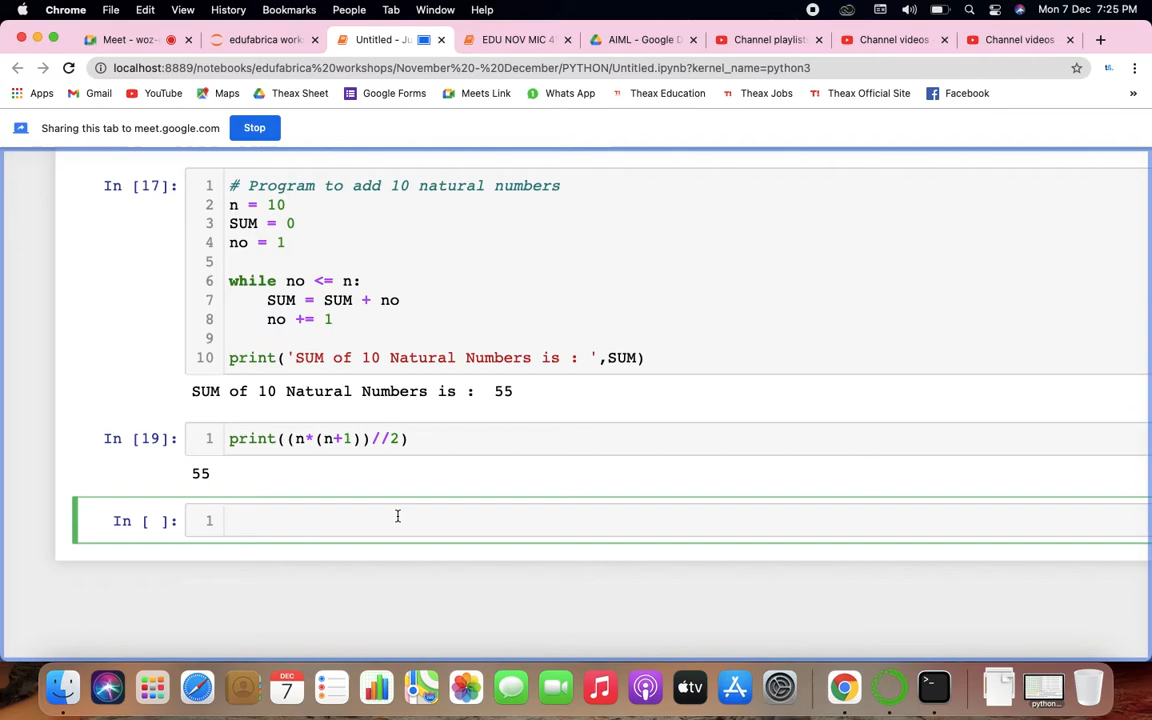 Chrome File Edit View History Bookmarks People Tab Window Help Mon 7 Dec 7:25 PM
Meet - woz- edufabrica work Untitled - Ju EDU NOV MIC 4 AIML - Google D Channel playlist Channel videos - Channel videos
localhost:8889/notebooks/edufabrica%20workshops/November%20-%20December/PYTHON/Untitled.ipynb?kernel_name=python3
Apps Gmail YouTube Maps Theax Sheet Google Forms Meets Link Whats App Theax Education Theax Jobs Theax Official Site Facebook »
Sharing this tab to meet.google.com Stop
In [17]:
1 # Program to add 10 natural numbers
2 n = 10
3 SUM = 0
4 no = 1
5
6 while no <= n:
7 SUM = SUM + no
8 no += 1
9
10 print('SUM of 10 Natural Numbers is : ',SUM)
SUM of 10 Natural Numbers is : 55
In [19]: 1 print((n*(n+1))//2)
55
In [ ]: 1
DEC
7
tv
python...